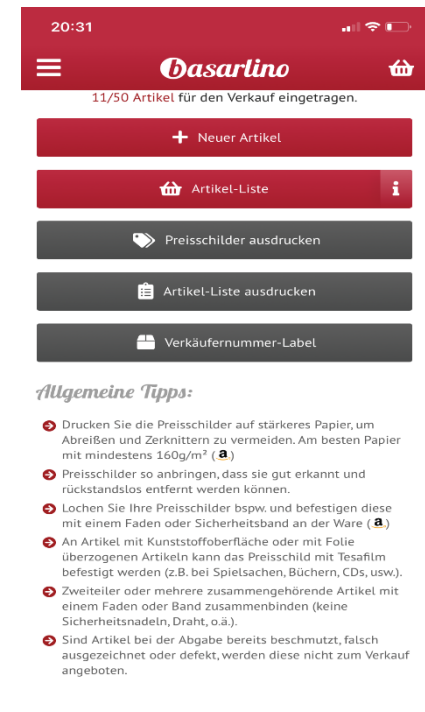 20:31
basarlino
11/50 Artikel für den Verkauf eingetragen.
Neuer Artikel
Artikel-Liste
i
Preisschilder ausdrucken
Artikel-Liste ausdrucken
Verkäufernummer-Label
Allgemeine Tipps:
Drucken Sie die Preisschilder auf stärkeres Papier, um
Abreißen und Zerknittern zu vermeiden. Am besten Papier
mit mindestens 160g/m² ( a )
Preisschilder so anbringen, dass sie gut erkannt und
rückstandslos entfernt werden können.
Lochen Sie Ihre Preisschilder bspw. und befestigen diese
mit einem Faden oder Sicherheitsband an der Ware ( a )
An Artikel mit Kunststoffoberfläche oder mit Folie
überzogenen Artikeln kann das Preisschild mit Tesafilm
befestigt werden (z.B. bei Spielsachen, Büchern, CDs, usw.).
Zweiteiler oder mehrere zusammengehörende Artikel mit
einem Faden oder Band zusammenbinden (keine
Sicherheitsnadeln, Draht, o.ä.).
Sind Artikel bei der Abgabe bereits beschmutzt, falsch
ausgezeichnet oder defekt, werden diese nicht zum Verkauf
angeboten.